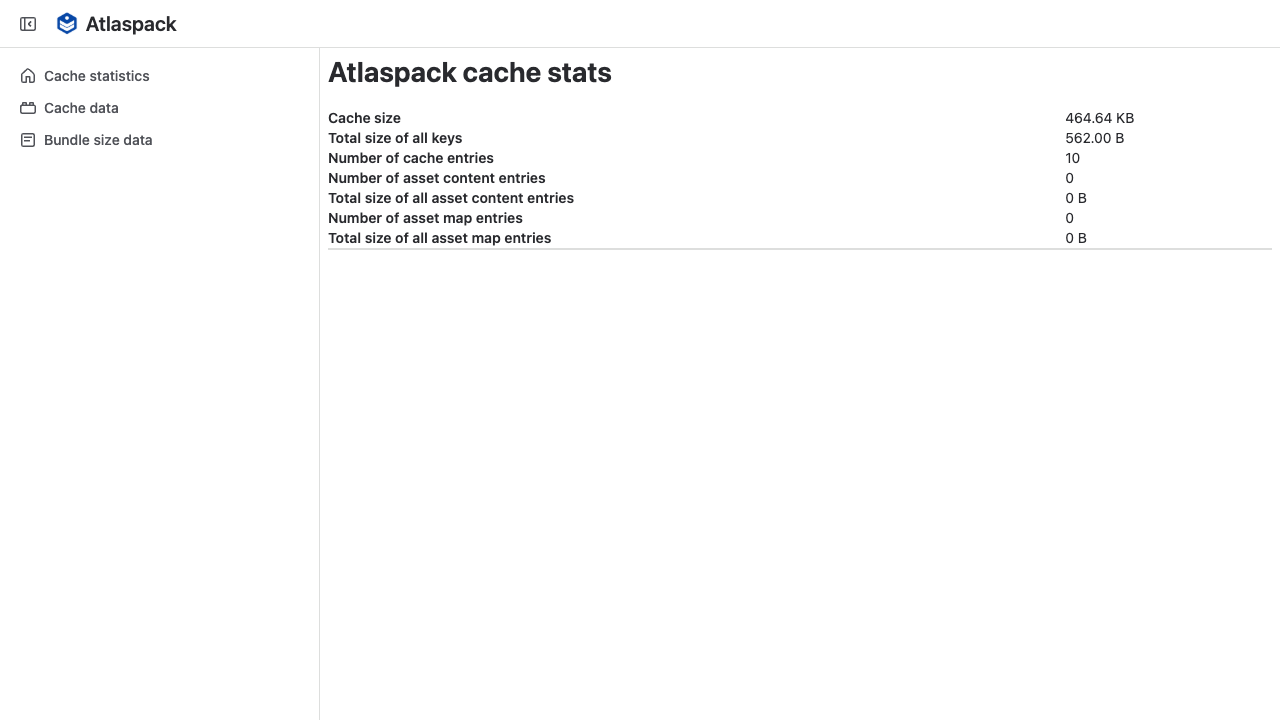 Atlaspack
Cache statistics
Cache data
Bundle size data
Atlaspack cache stats
Cache size 464.64 KB
Total size of all keys 562.00 B
Number of cache entries 10
Number of asset content entries 0
Total size of all asset content entries 0 B
Number of asset map entries 0
Total size of all asset map entries 0 B